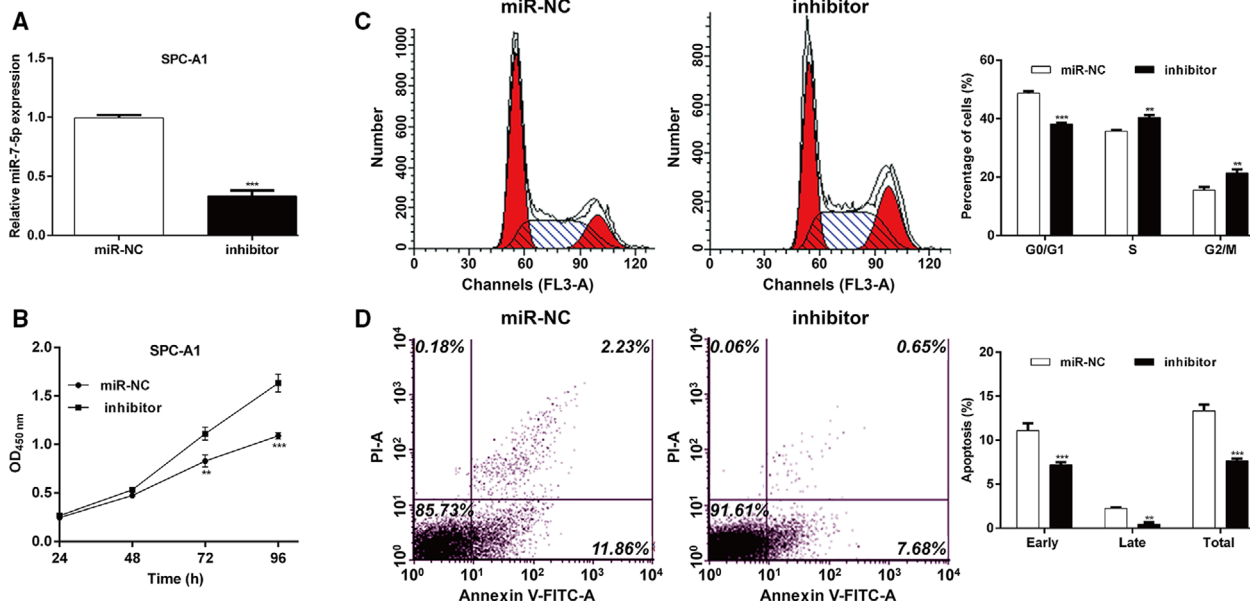 A
SPC-A1
Relative miR-7-5p expression
1.5
1.0
0.5
0.0
***
miR-NC
inhibitor
B
SPC-A1
OD450 nm
2.0
1.5
1.0
0.5
0.0
miR-NC
inhibitor
**
***
24
48
72
96
Time (h)
C
miR-NC
Number
1000
800
600
400
200
0
0
30
60
90
120
Channels (FL3-A)
inhibitor
Number
800
600
400
200
0
0
30
60
90
120
Channels (FL3-A)
Percentage of cells (%)
60
40
20
0
miR-NC
inhibitor
***
**
**
G0/G1
S
G2/M
D
miR-NC
PI-A
10⁴
10³
10²
10¹
10⁰
0.18%
2.23%
85.73%
11.86%
10⁰
10¹
10²
10³
10⁴
Annexin V-FITC-A
inhibitor
PI-A
10⁴
10³
10²
10¹
10⁰
0.06%
0.65%
91.61%
7.68%
10⁰
10¹
10²
10³
10⁴
Annexin V-FITC-A
Apoptosis (%)
20
15
10
5
0
miR-NC
inhibitor
***
**
***
Early
Late
Total